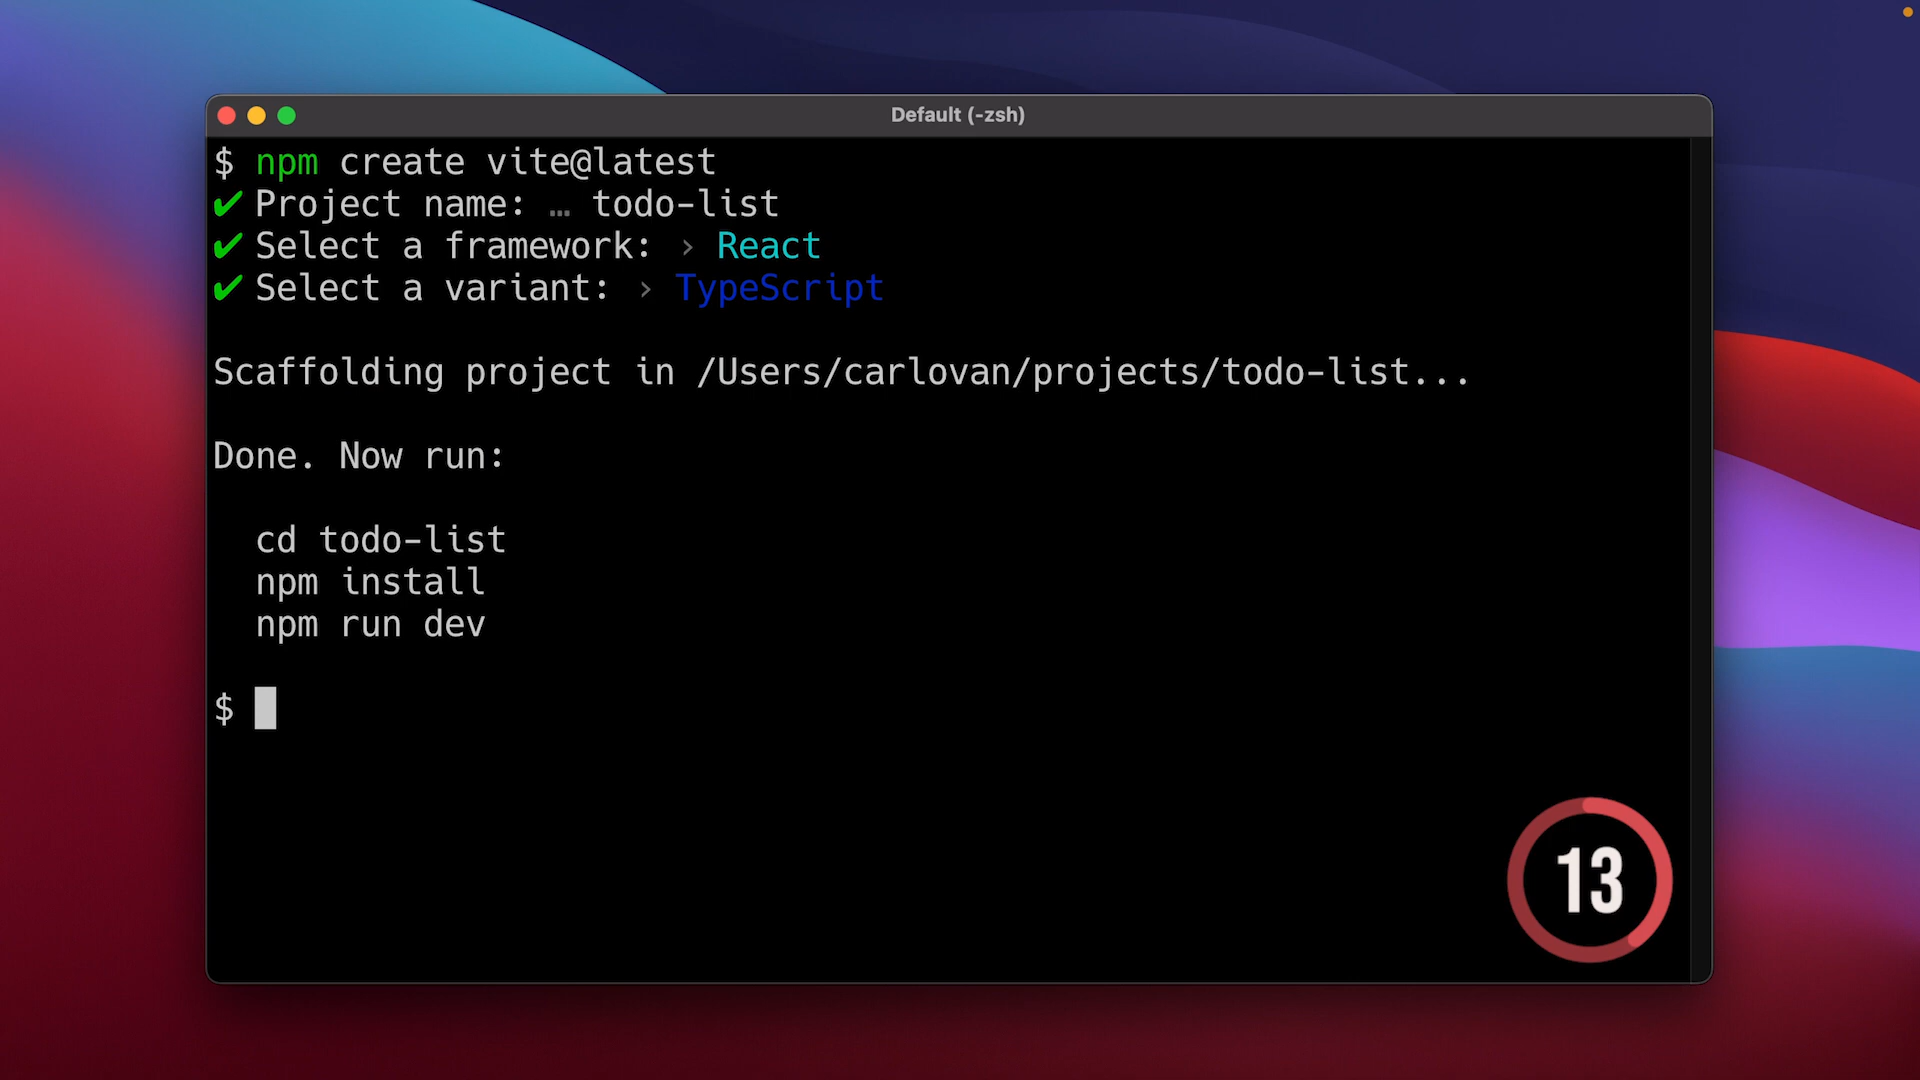 Default (-zsh)
$ npm create vite@latest
✔ Project name: … todo-list
✔ Select a framework: › React
✔ Select a variant: › TypeScript
Scaffolding project in /Users/carlovan/projects/todo-list...
Done. Now run:
cd todo-list
npm install
npm run dev
$
13